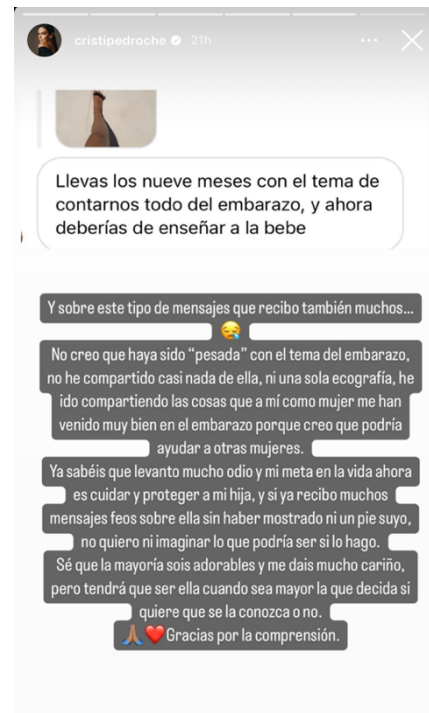 cristipedroche 21h
Llevas los nueve meses con el tema de
contarnos todo del embarazo, y ahora
deberías de enseñar a la bebe
Y sobre este tipo de mensajes que recibo también muchos...
😪
No creo que haya sido “pesada” con el tema del embarazo,
no he compartido casi nada de ella, ni una sola ecografía, he
ido compartiendo las cosas que a mí como mujer me han
venido muy bien en el embarazo porque creo que podría
ayudar a otras mujeres.
Ya sabéis que levanto mucho odio y mi meta en la vida ahora
es cuidar y proteger a mi hija, y si ya recibo muchos
mensajes feos sobre ella sin haber mostrado ni un pie suyo,
no quiero ni imaginar lo que podría ser si lo hago.
Sé que la mayoría sois adorables y me dais mucho cariño,
pero tendrá que ser ella cuando sea mayor la que decida si
quiere que se la conozca o no.
🙏🏽❤️Gracias por la comprensión.